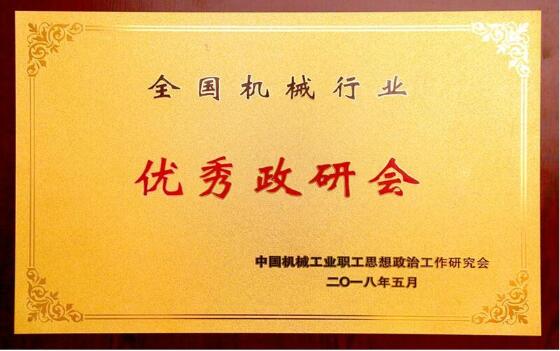 全国机械行业
优秀政研会
中国机械工业职工思想政治工作研究会
二〇一八年五月